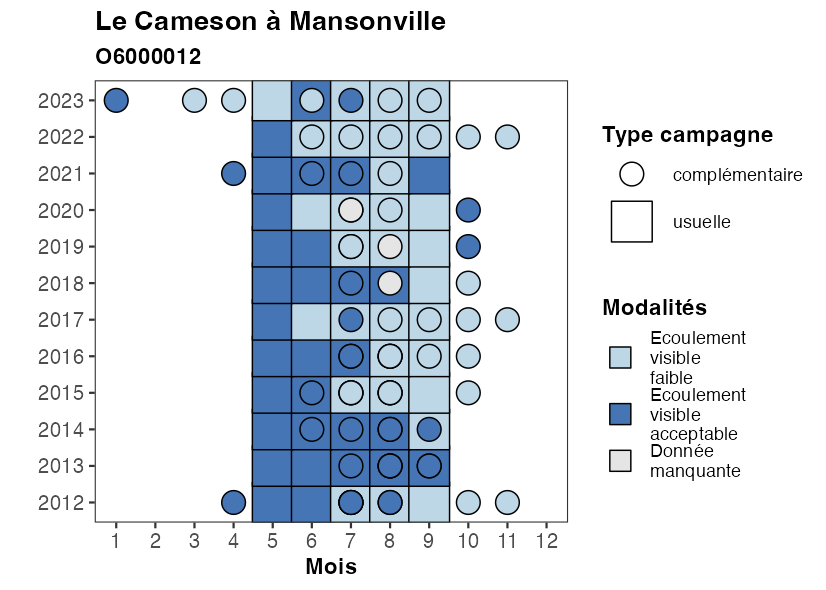 Le Cameson à Mansonville
O6000012
2023
2022
2021
2020
2019
2018
2017
2016
2015
2014
2013
2012
1 2 3 4 5 6 7 8 9 10 11 12
Mois
Type campagne
complémentaire
usuelle
Modalités
Ecoulement
visible
faible
Ecoulement
visible
acceptable
Donnée
manquante